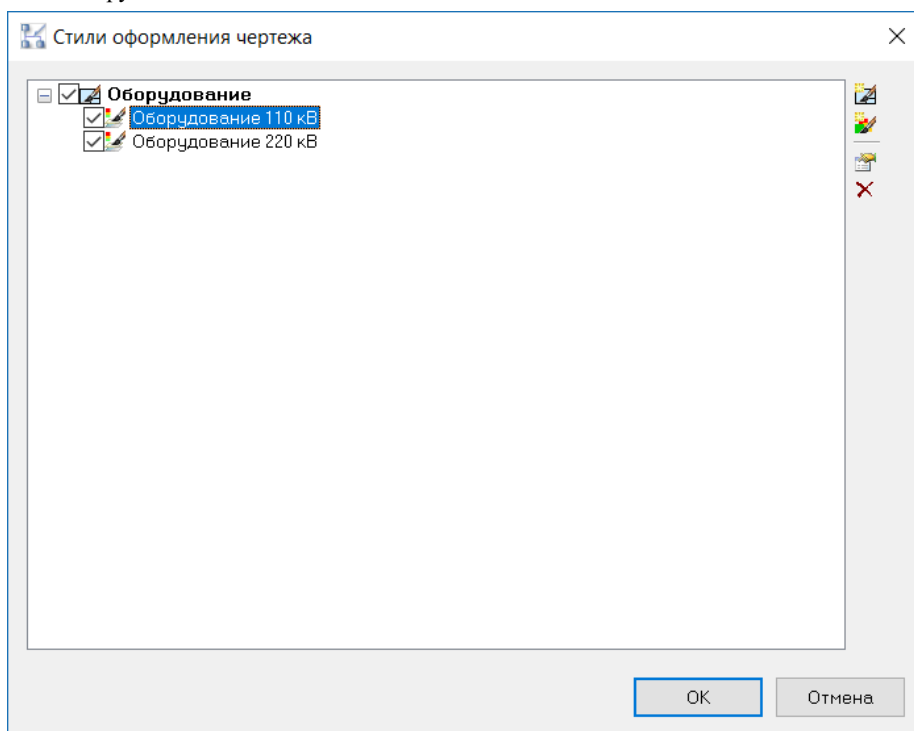 Стили оформления чертежа
Оборудование
Оборудование 110 кВ
Оборудование 220 кВ
OK
Отмена